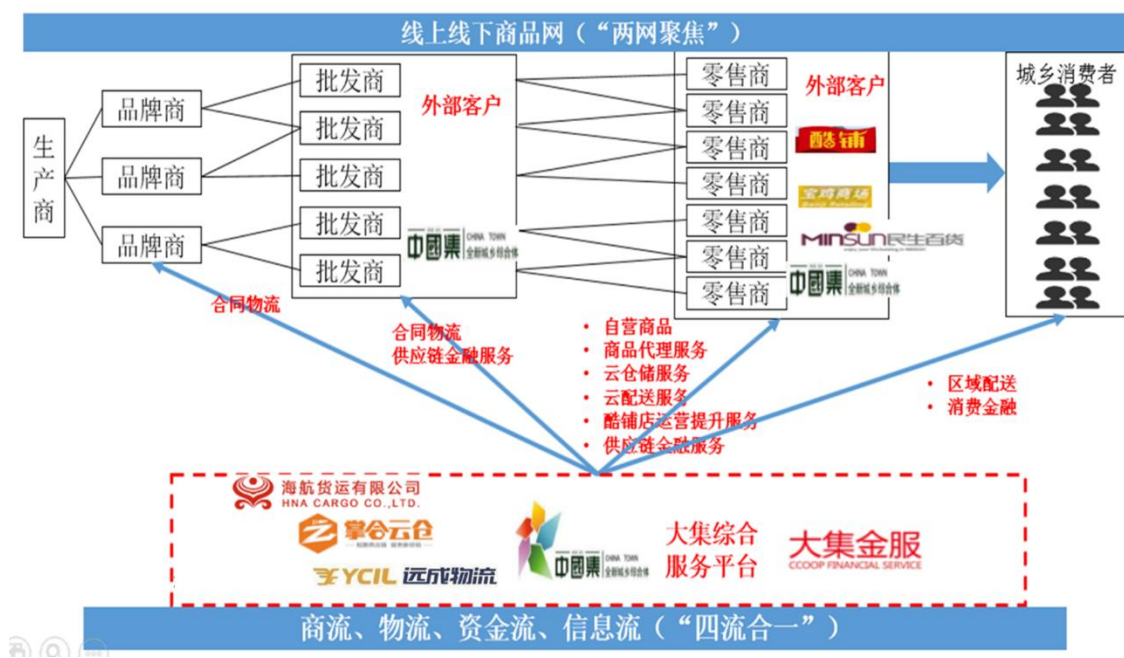 线上线下商品网(“两网聚焦”)
生产商
品牌商
品牌商
品牌商
批发商
批发商
批发商
批发商
批发商
外部客户
中國集
CHINA TOWN
全新城乡综合体
零售商
零售商
零售商
零售商
零售商
零售商
零售商
外部客户
酷铺
宝鸡商场
MINSUN民生百货
中國集
CHINA TOWN
全新城乡综合体
城乡消费者
合同物流
合同物流
供应链金融服务
• 自营商品
• 商品代理服务
• 云仓储服务
• 云配送服务
• 酷铺店运营提升服务
• 供应链金融服务
• 区域配送
• 消费金融
海航货运有限公司
HNA CARGO CO.,LTD.
掌合云仓
YCIL 远成物流
中國集
CHINA TOWN
全新城乡综合体
大集综合
服务平台
大集金服
CCOOP FINANCIAL SERVICE
商流、物流、资金流、信息流(“四流合一”)